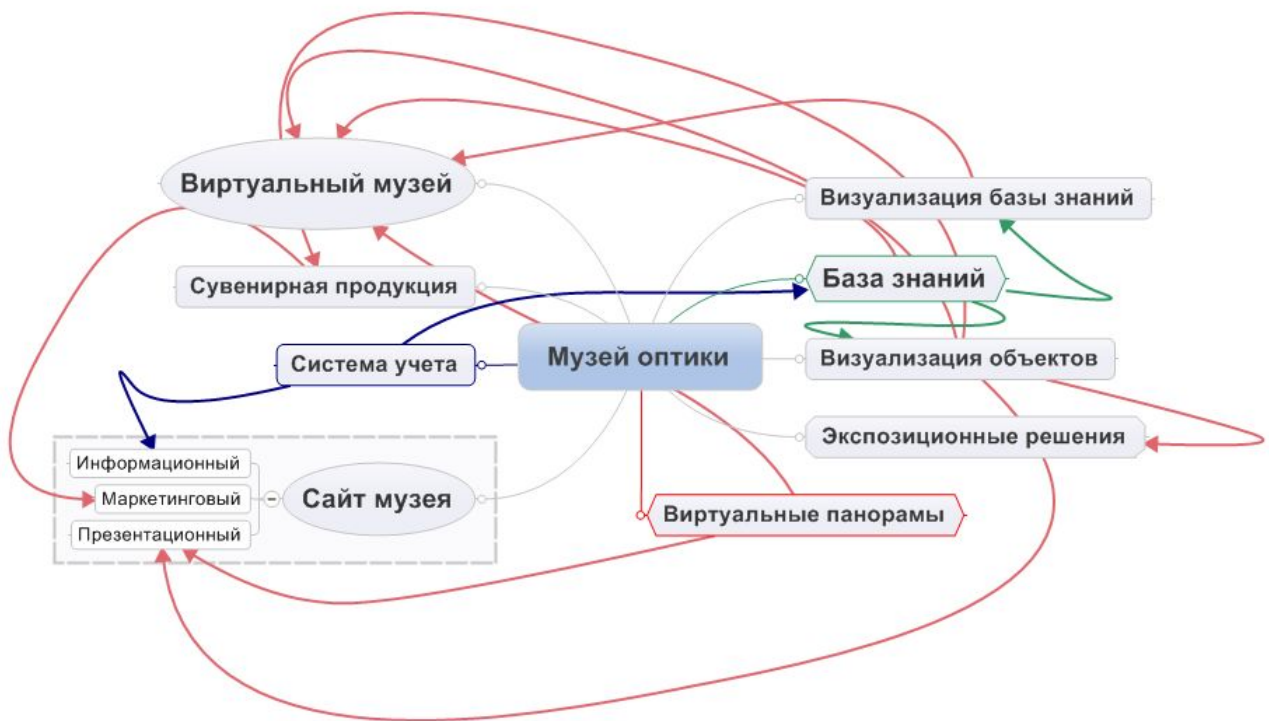 Виртуальный музей
Визуализация базы знаний
Сувенирная продукция
База знаний
Музей оптики
Система учета
Визуализация объектов
Экспозиционные решения
Информационный
Маркетинговый
Презентационный
Сайт музея
Виртуальные панорамы